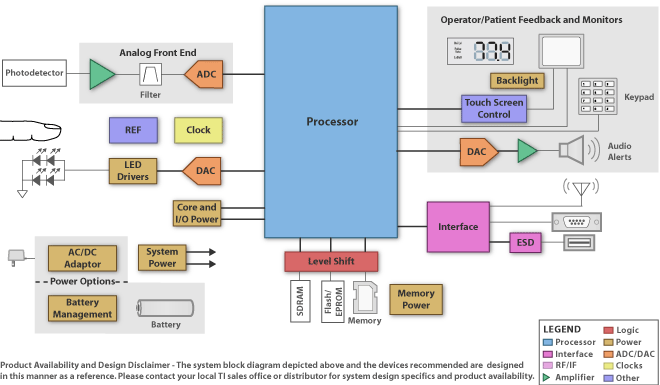 Operator/Patient Feedback and Monitors
Analog Front End
Photodetector
ADC
Filter
Processor
Backlight
Touch Screen
Control
Keypad
REF
Clock
DAC
Audio
Alerts
LED
Drivers
DAC
Core and
I/O Power
Interface
ESD
AC/DC
Adaptor
System
Power
Power Options
Battery
Management
Battery
Level Shift
SDRAM
Flash/
EPROM
Memory
Memory
Power
LEGEND
Processor
Interface
RF/IF
Amplifier
Logic
Power
ADC/DAC
Clocks
Other
Product Availability and Design Disclaimer - The system block diagram depicted above and the devices recommended are designed
in this manner as a reference. Please contact your local TI sales office or distributor for system design specifics and product availability.